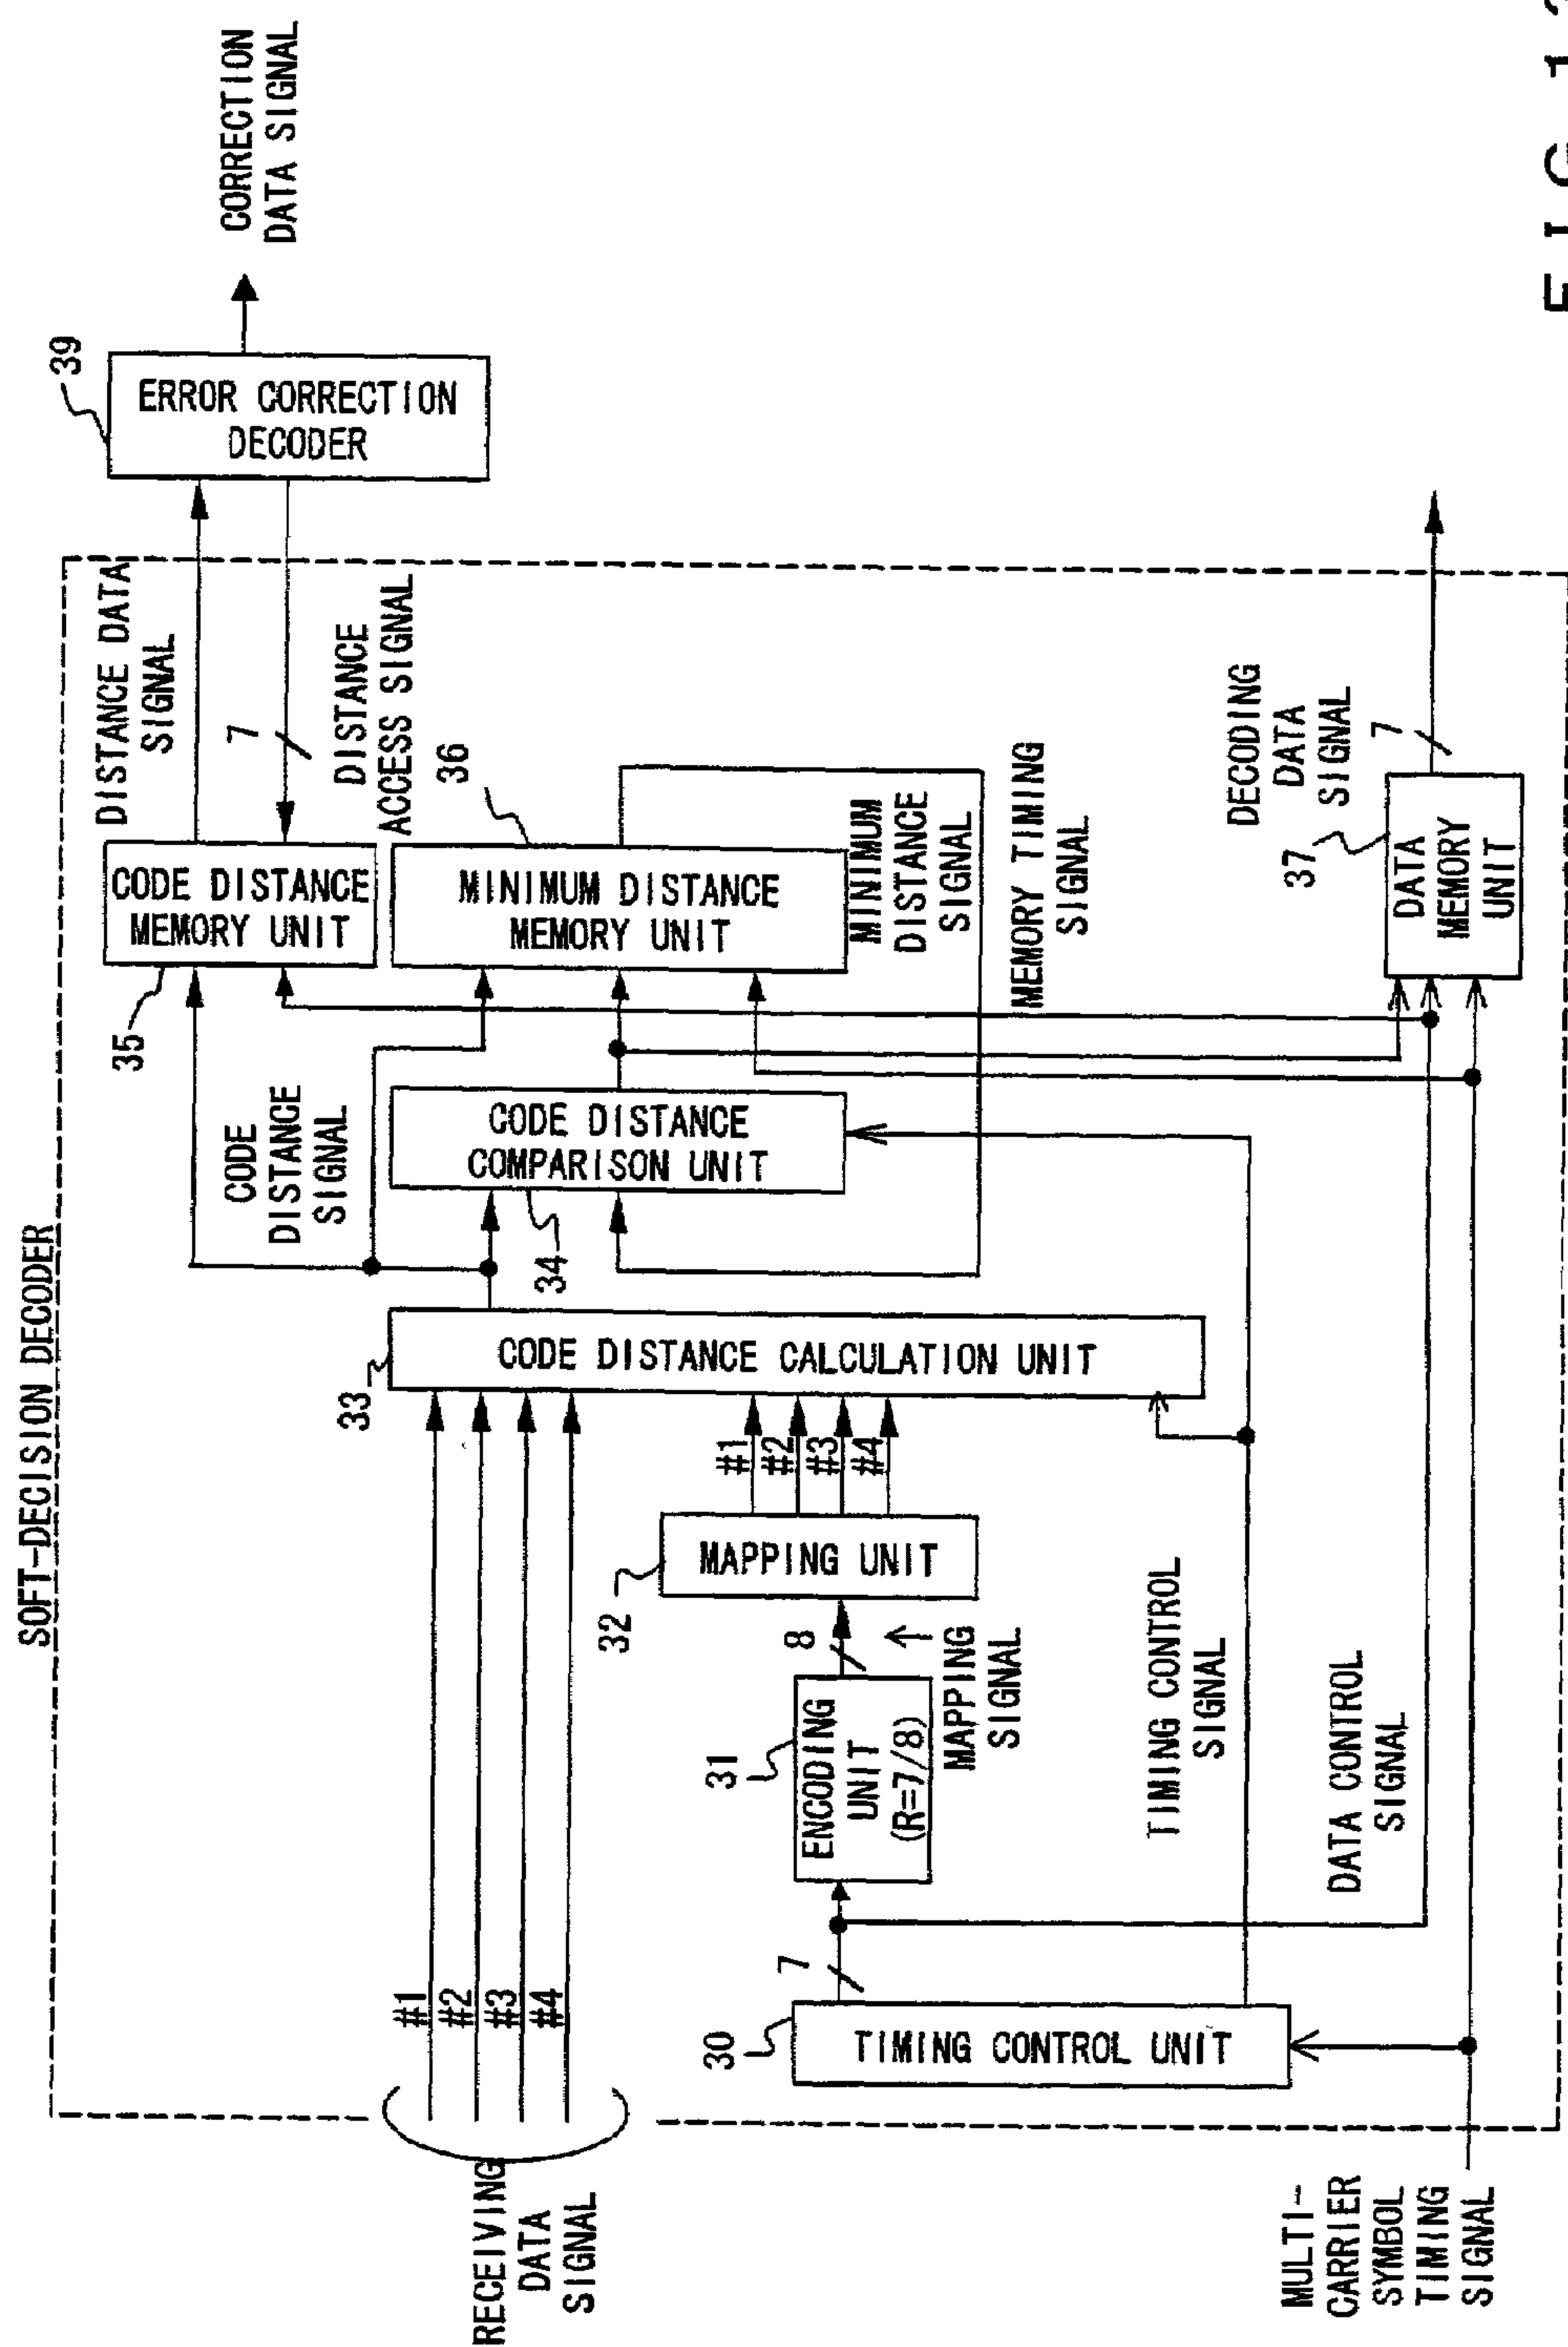 SOFT-DECISION DECODER
RECEIVING
DATA
SIGNAL
#1
#2
#3
#4
MULTI-
CARRIER
SYMBOL
TIMING
SIGNAL
30
TIMING CONTROL UNIT
7
31
ENCODING
UNIT
(R=7/8)
8
MAPPING
SIGNAL
32
MAPPING UNIT
#1
#2
#3
#4
TIMING CONTROL
SIGNAL
DATA CONTROL
SIGNAL
33
CODE DISTANCE CALCULATION UNIT
34
CODE DISTANCE
COMPARISON UNIT
CODE
DISTANCE
SIGNAL
35
CODE DISTANCE
MEMORY UNIT
36
MINIMUM DISTANCE
MEMORY UNIT
MINIMUM
DISTANCE
SIGNAL
MEMORY TIMING
SIGNAL
37
DATA
MEMORY
UNIT
DECODING
DATA
SIGNAL
7
DISTANCE DATA
SIGNAL
7
DISTANCE
ACCESS SIGNAL
39
ERROR CORRECTION
DECODER
CORRECTION
DATA SIGNAL